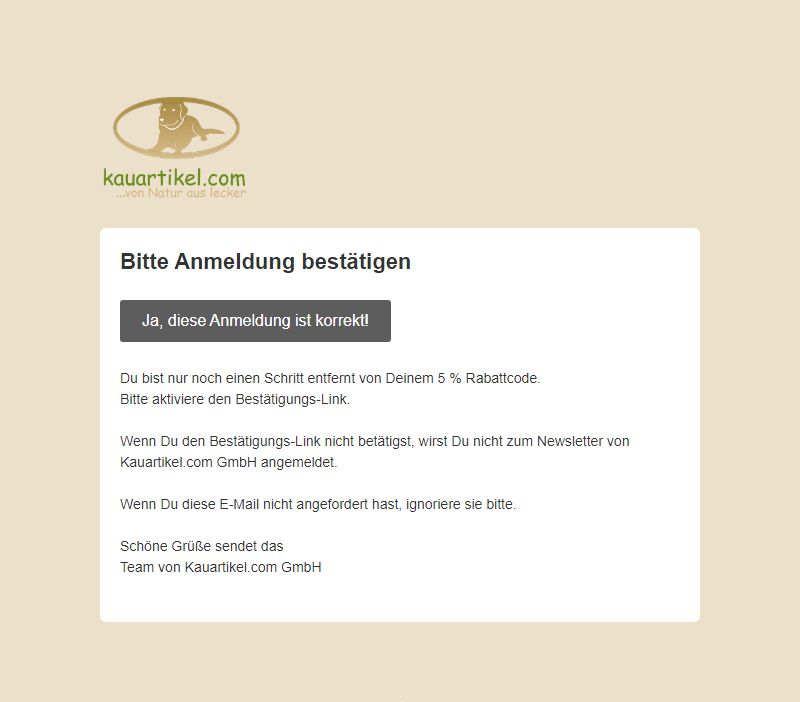 kauartikel.com
...von Natur aus lecker
Bitte Anmeldung bestätigen
Ja, diese Anmeldung ist korrekt!
Du bist nur noch einen Schritt entfernt von Deinem 5 % Rabattcode.
Bitte aktiviere den Bestätigungs-Link.
Wenn Du den Bestätigungs-Link nicht betätigst, wirst Du nicht zum Newsletter von
Kauartikel.com GmbH angemeldet.
Wenn Du diese E-Mail nicht angefordert hast, ignoriere sie bitte.
Schöne Grüße sendet das
Team von Kauartikel.com GmbH